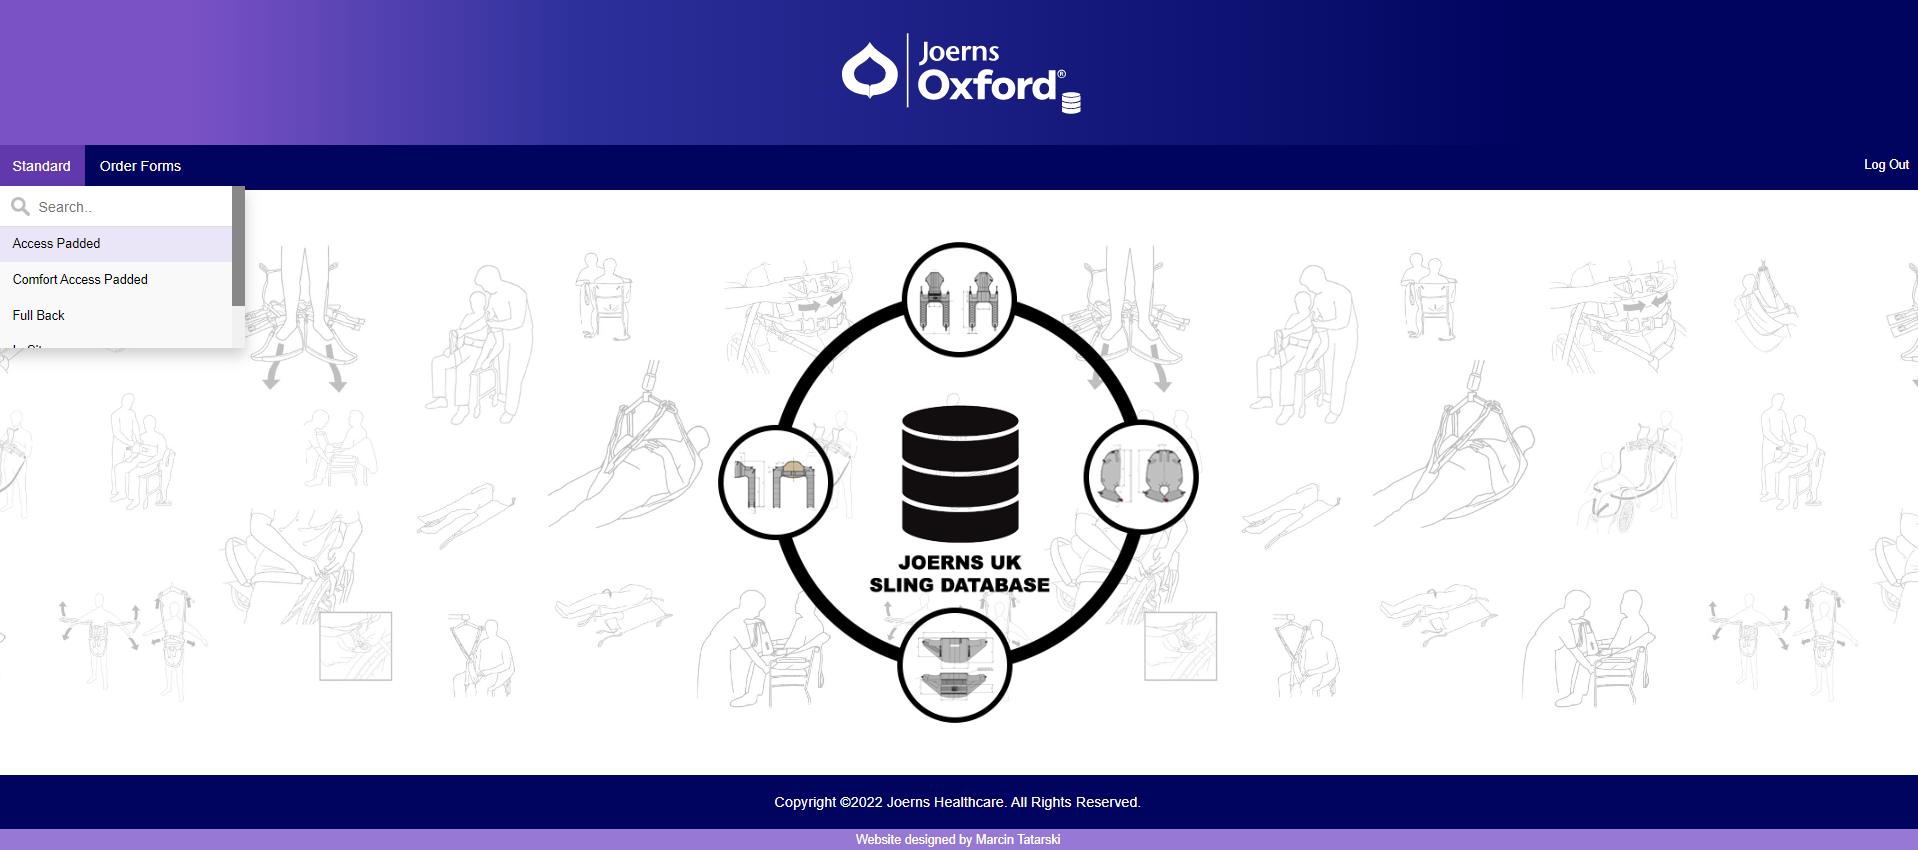 Joerns
Oxford®
Standard
Order Forms
Log Out
Search..
Access Padded
Comfort Access Padded
Full Back
JOERNS UK
SLING DATABASE
Copyright ©2022 Joerns Healthcare. All Rights Reserved.
Website designed by Marcin Tatarski